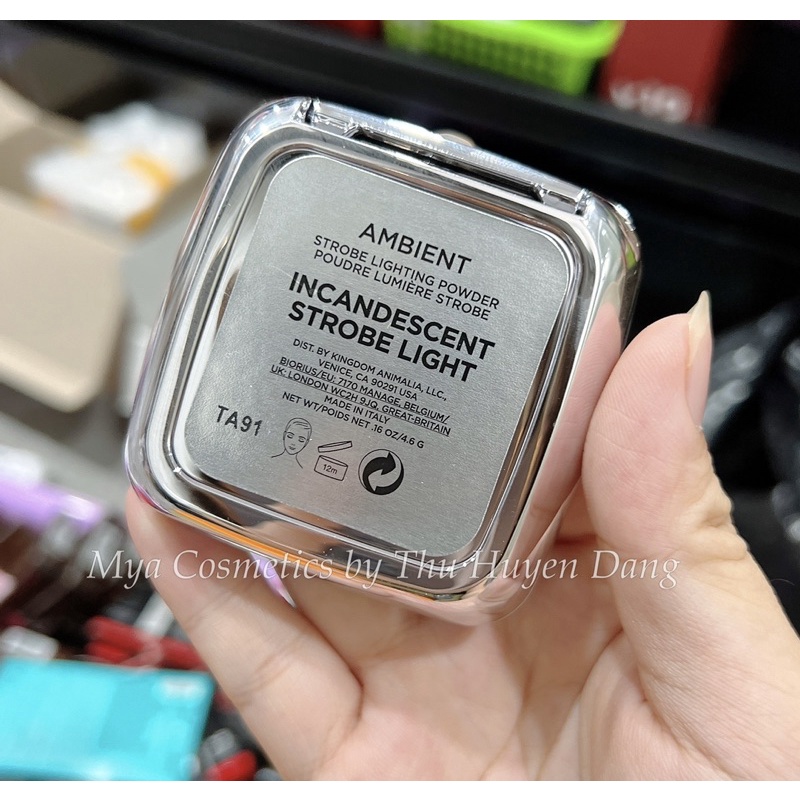 AMBIENT
STROBE LIGHTING POWDER
POUDRE LUMIÈRE STROBE
INCANDESCENT
STROBE LIGHT
DIST. BY KINGDOM ANIMALIA, LLC,
VENICE, CA 90291 USA
BIORIUS/EU: 7170 MANAGE, BELGIUM/
UK: LONDON WC2H 9JQ, GREAT-BRITAIN
MADE IN ITALY
NET WT/POIDS NET .16 OZ/4.6 G
TA91
12m
Mya Cosmetics by Thu Huyen Dang